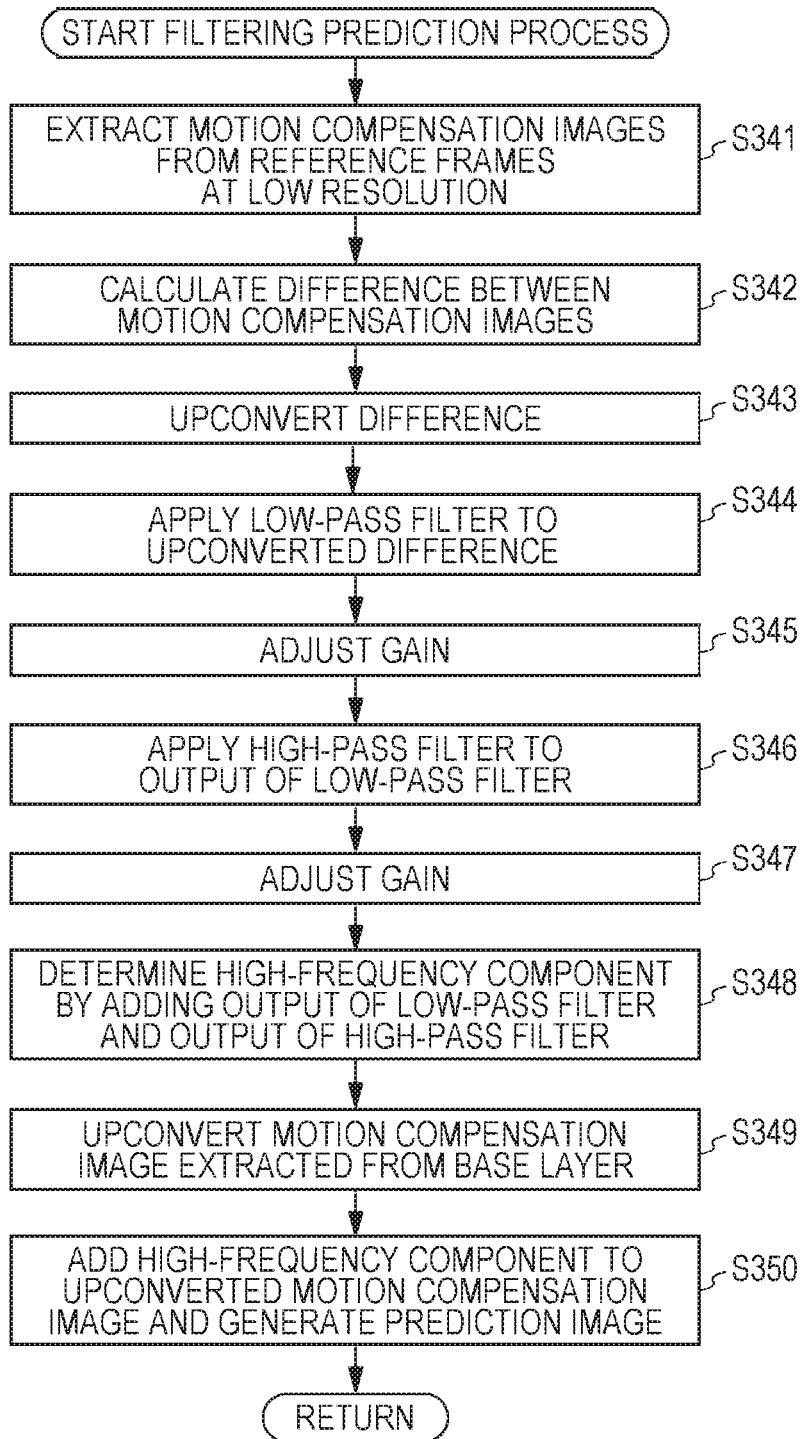 START FILTERING PREDICTION PROCESS
EXTRACT MOTION COMPENSATION IMAGES
FROM REFERENCE FRAMES
AT LOW RESOLUTION
S341
CALCULATE DIFFERENCE BETWEEN
MOTION COMPENSATION IMAGES
S342
UPCONVERT DIFFERENCE
S343
APPLY LOW-PASS FILTER TO
UPCONVERTED DIFFERENCE
S344
ADJUST GAIN
S345
APPLY HIGH-PASS FILTER TO
OUTPUT OF LOW-PASS FILTER
S346
ADJUST GAIN
S347
DETERMINE HIGH-FREQUENCY COMPONENT
BY ADDING OUTPUT OF LOW-PASS FILTER
AND OUTPUT OF HIGH-PASS FILTER
S348
UPCONVERT MOTION COMPENSATION
IMAGE EXTRACTED FROM BASE LAYER
S349
ADD HIGH-FREQUENCY COMPONENT TO
UPCONVERTED MOTION COMPENSATION
IMAGE AND GENERATE PREDICTION IMAGE
S350
RETURN